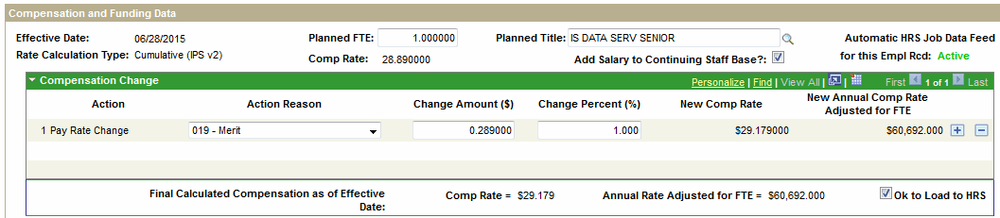 Compensation and Funding Data
Effective Date: 06/28/2015 Planned FTE: 1.000000 Planned Title: IS DATA SERV SENIOR Automatic HRS Job Data Feed
Rate Calculation Type: Cumulative (IPS v2) Comp Rate: 28.890000 Add Salary to Continuing Staff Base?: for this Empl Rcd: Active
Compensation Change Personalize | Find | View All | | First 1 of 1 Last
Action Action Reason Change Amount ($) Change Percent (%) New Comp Rate New Annual Comp Rate Adjusted for FTE
1 Pay Rate Change 019 - Merit 0.289000 1.000 $29.179000 $60,692.000
Final Calculated Compensation as of Effective Date: Comp Rate = $29.179 Annual Rate Adjusted for FTE = $60,692.000 Ok to Load to HRS